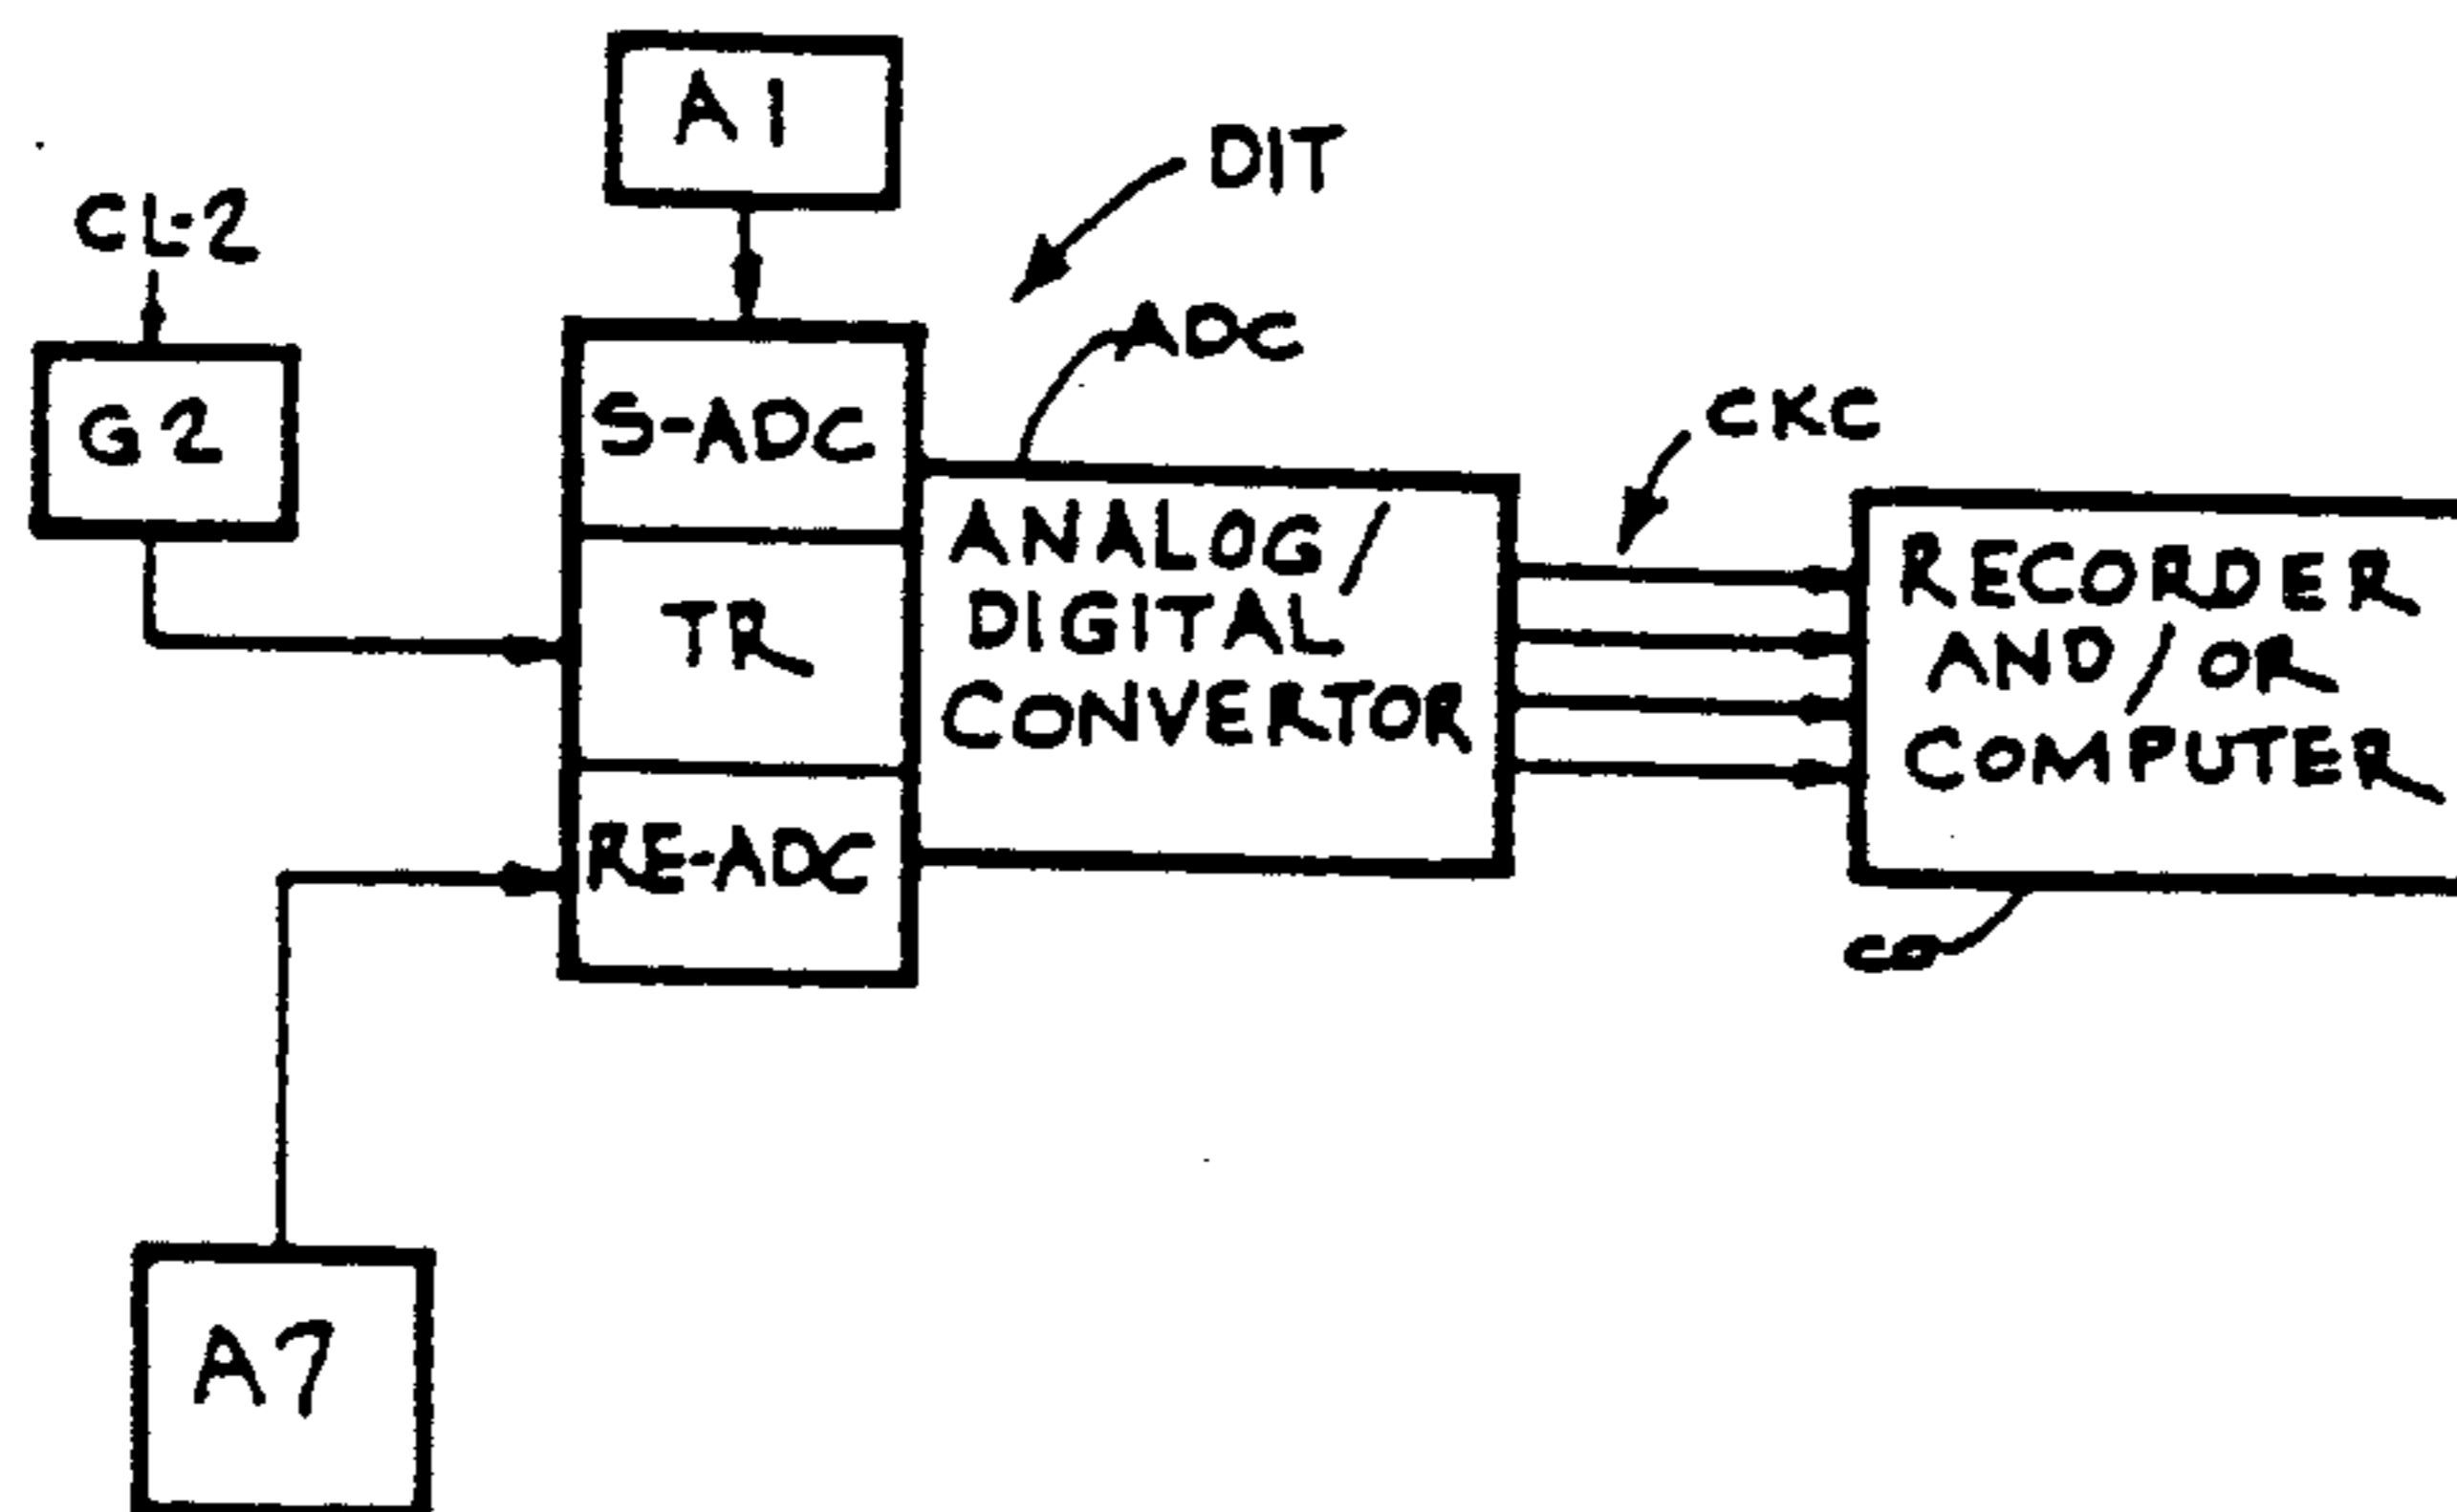 A1
DIT
CL-2
ADC
G2
S-ADC
CKC
ANALOG/
DIGITAL
CONVERTOR
RECORDER
AND/OR
COMPUTER
TR
RE-ADC
CO
A7